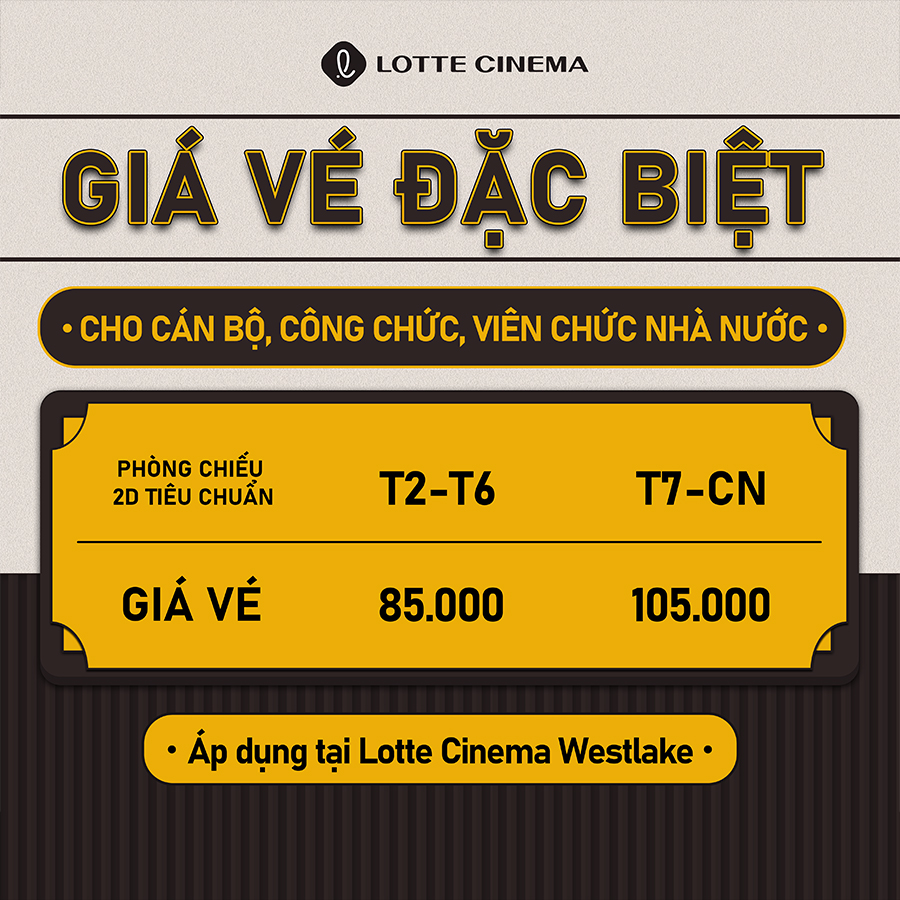 LOTTE CINEMA
GIÁ VÉ ĐẶC BIỆT
• CHO CÁN BỘ, CÔNG CHỨC, VIÊN CHỨC NHÀ NƯỚC •
PHÒNG CHIẾU
2D TIÊU CHUẨN
T2-T6
T7-CN
GIÁ VÉ
85.000
105.000
• Áp dụng tại Lotte Cinema Westlake •